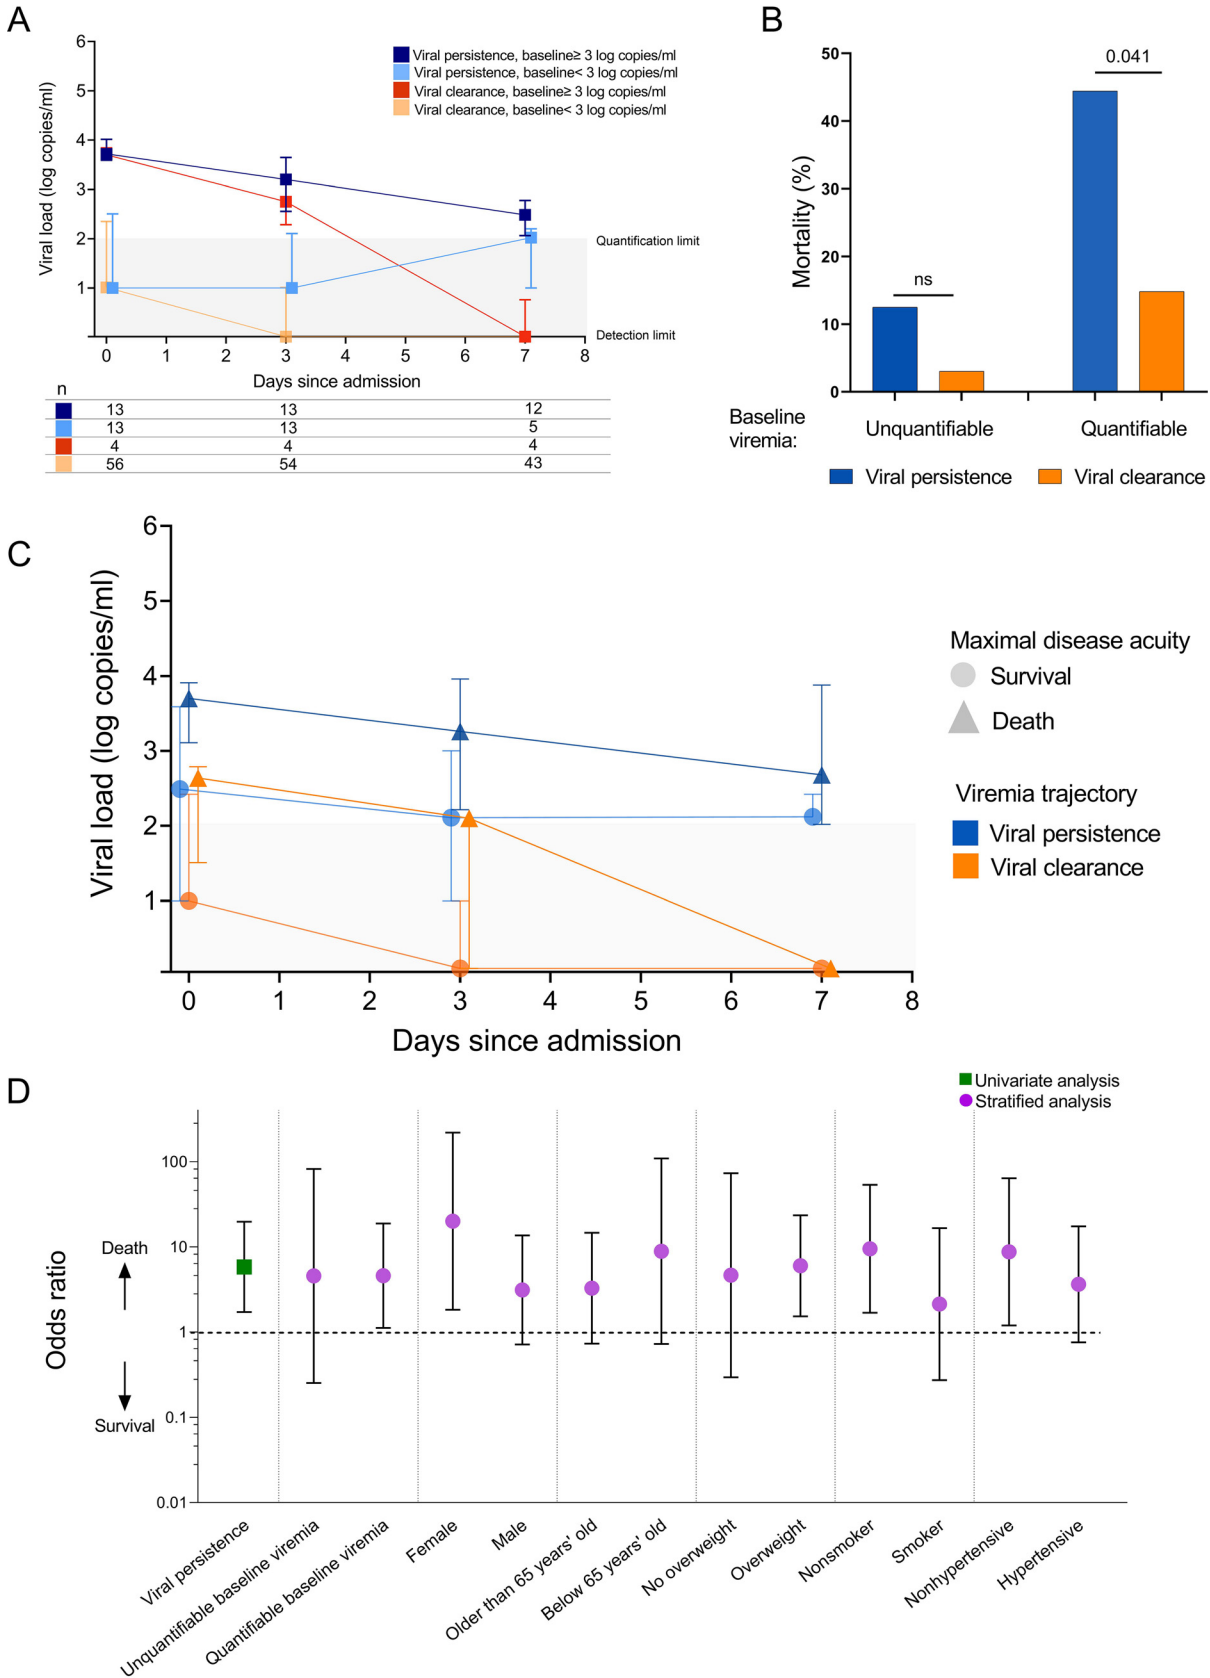 A
6
5
4
3
2
1
Viral load (log copies/ml)
Viral persistence, baseline≥ 3 log copies/ml
Viral persistence, baseline< 3 log copies/ml
Viral clearance, baseline≥ 3 log copies/ml
Viral clearance, baseline< 3 log copies/ml
Quantification limit
Detection limit
0 1 2 3 4 5 6 7 8
Days since admission
n
13 13 12
13 13 5
4 4 4
56 54 43
B
50
40
30
20
10
0
Mortality (%)
ns
0.041
Baseline
viremia:
Unquantifiable Quantifiable
Viral persistence Viral clearance
C
6
5
4
3
2
1
Viral load (log copies/ml)
0 1 2 3 4 5 6 7 8
Days since admission
Maximal disease acuity
Survival
Death
Viremia trajectory
Viral persistence
Viral clearance
D
Univariate analysis
Stratified analysis
100
10
1
0.1
0.01
Odds ratio
Death
Survival
Viral persistence
Unquantifiable baseline viremia
Quantifiable baseline viremia
Female
Male
Older than 65 years' old
Below 65 years' old
No overweight
Overweight
Nonsmoker
Smoker
Nonhypertensive
Hypertensive